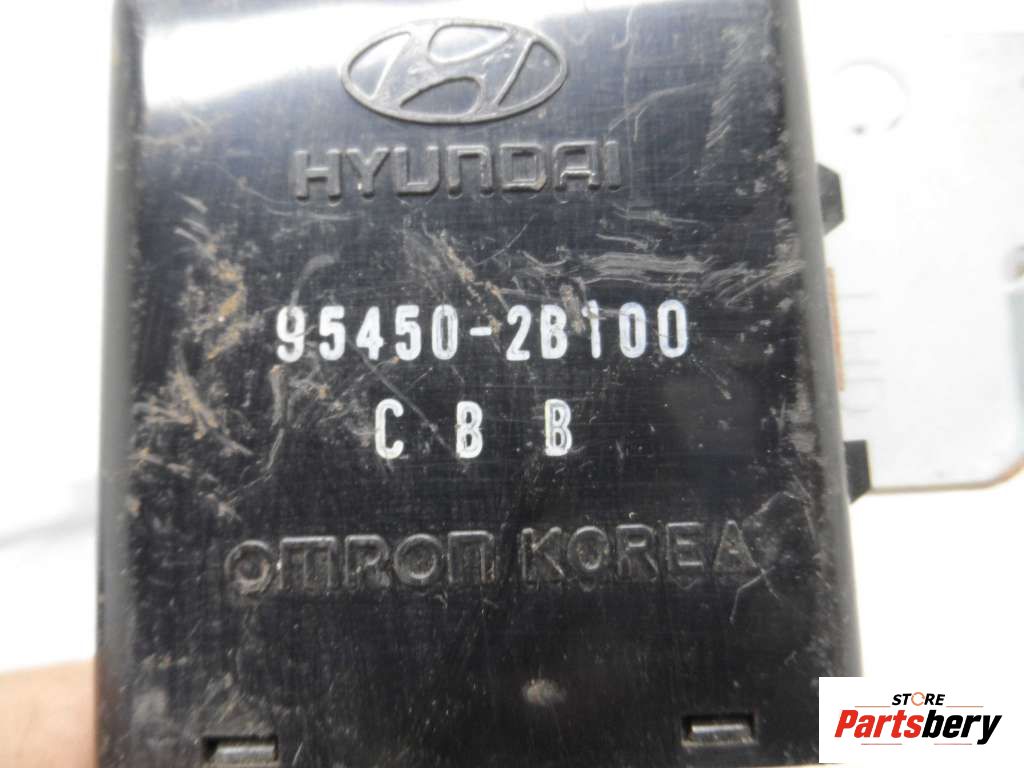 HYUNDAI
95450-2B100
C B B
OMRON KOREA
STORE
Partsbery